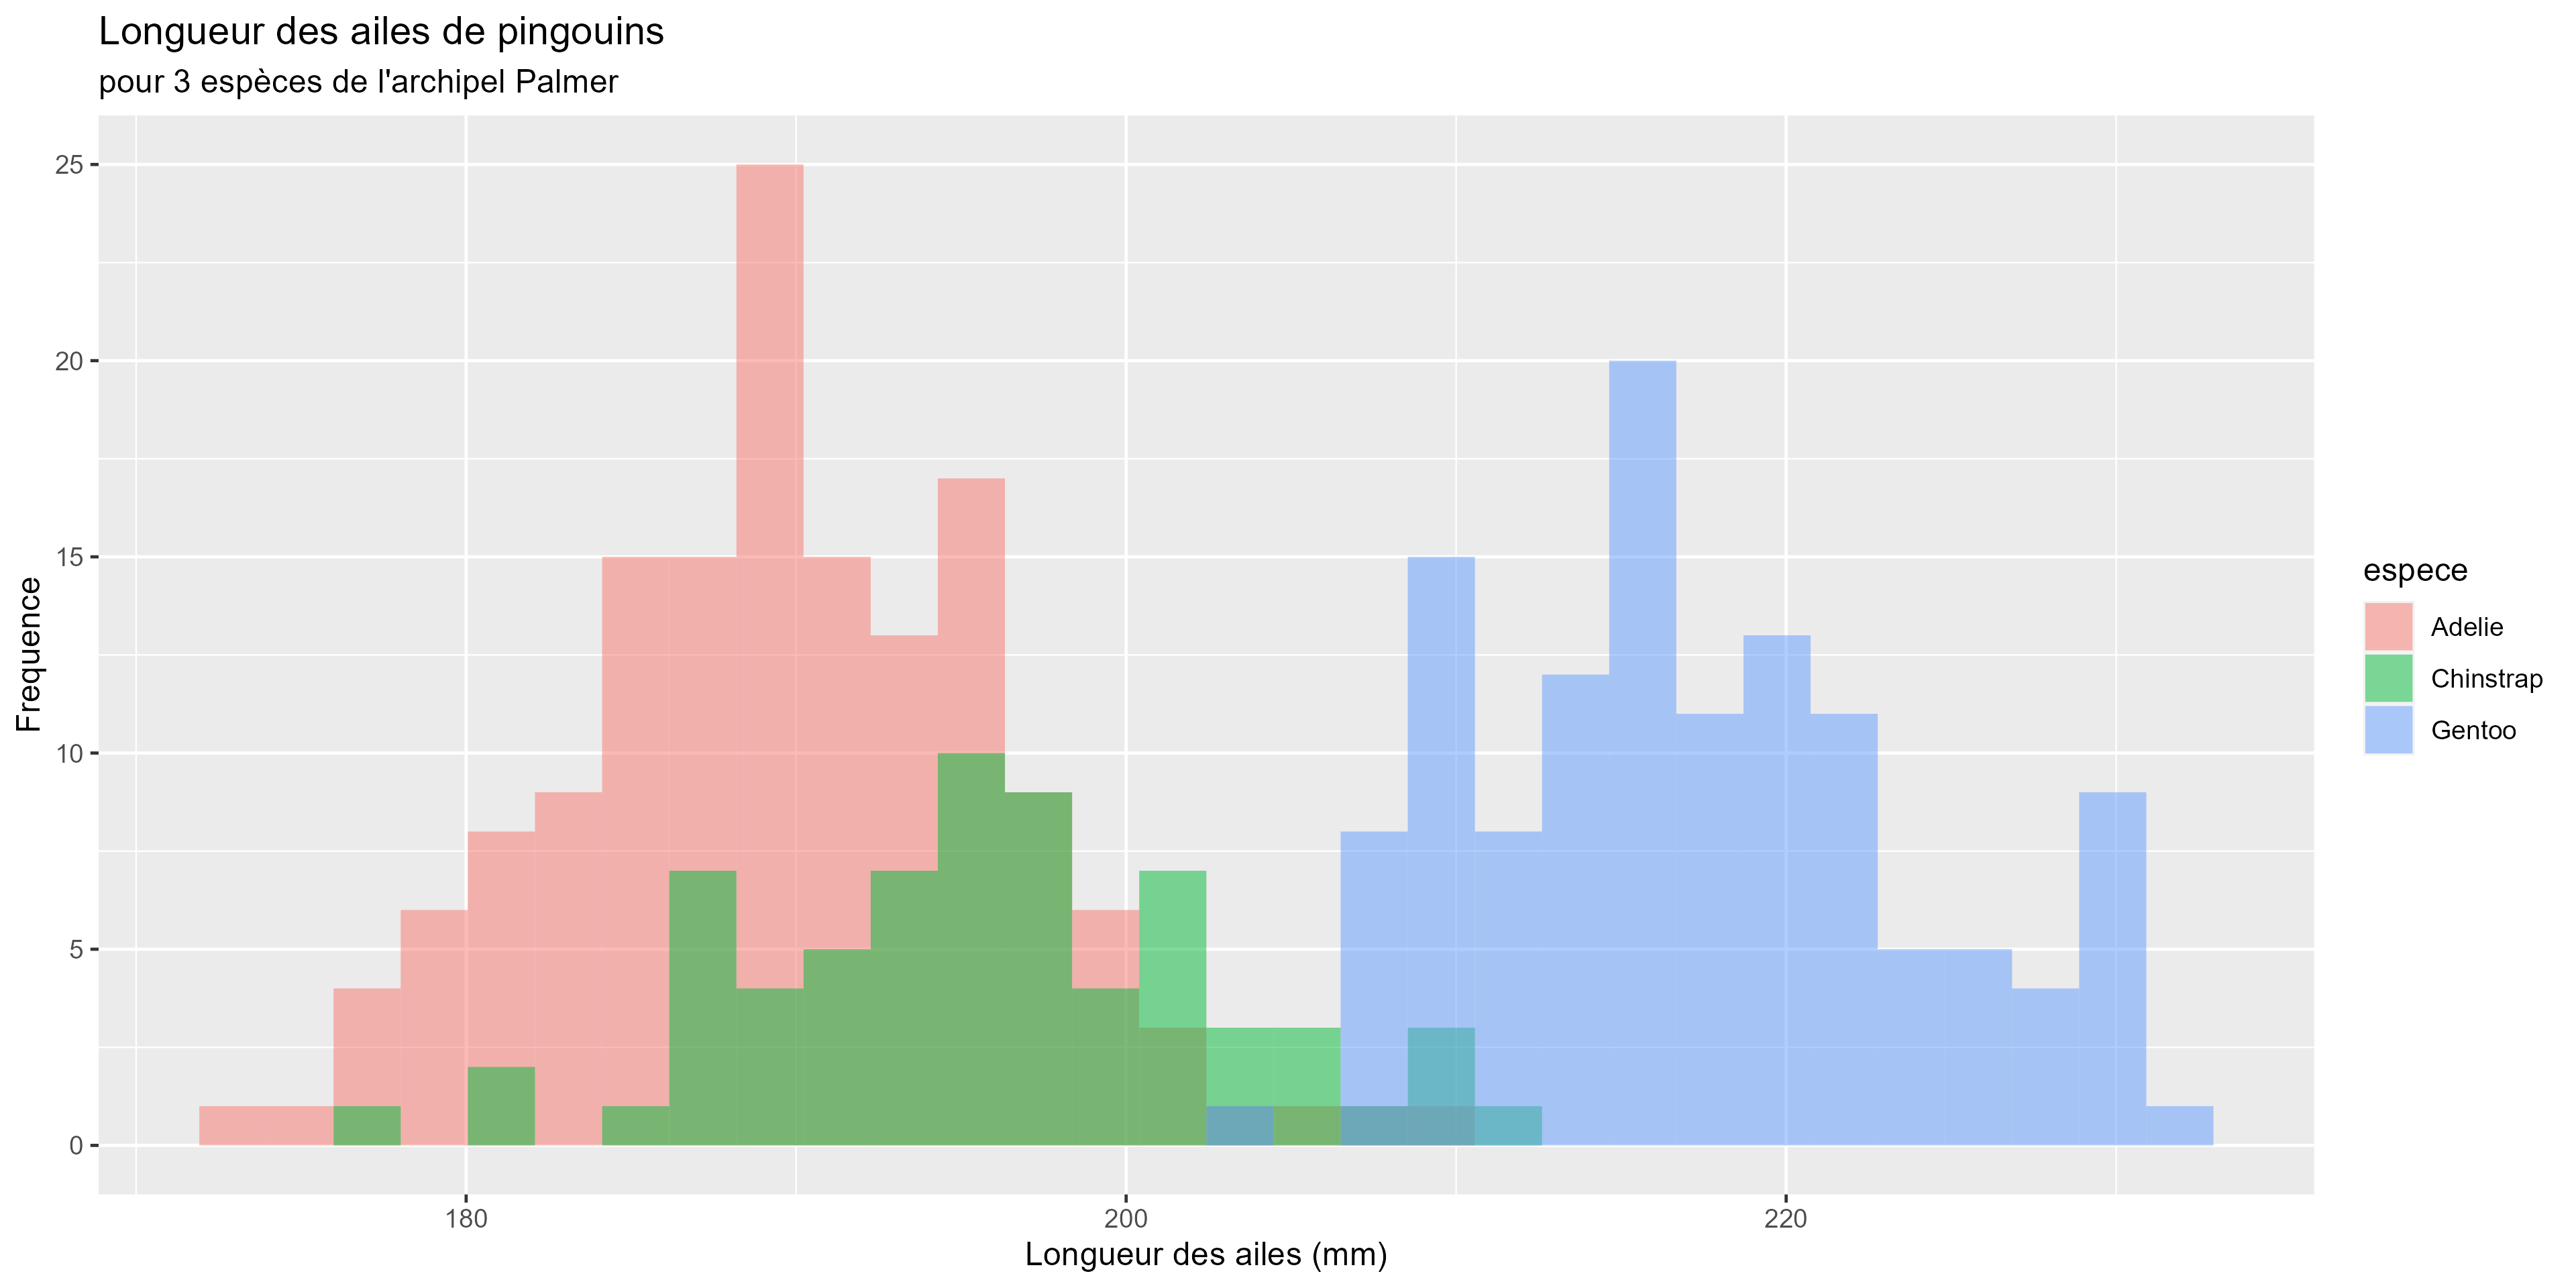 Longueur des ailes de pingouins
pour 3 espèces de l'archipel Palmer
25
20
15
10
5
0
Frequence
180
200
220
Longueur des ailes (mm)
espece
Adelie
Chinstrap
Gentoo